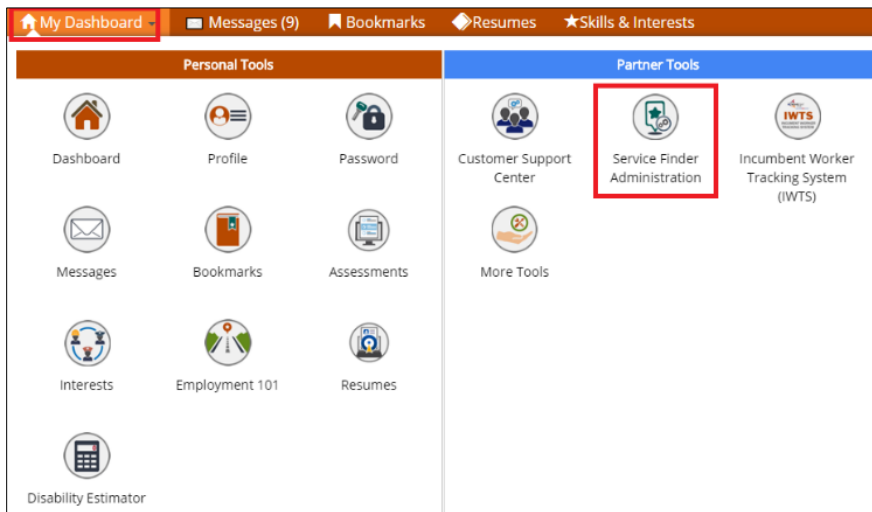 My Dashboard
Messages (9)
Bookmarks
Resumes
Skills & Interests
Personal Tools
Partner Tools
Dashboard
Profile
Password
Customer Support
Center
Service Finder
Administration
IWTS
Incumbent Worker
Tracking System
(IWTS)
Messages
Bookmarks
Assessments
More Tools
Interests
Employment 101
Resumes
Disability Estimator